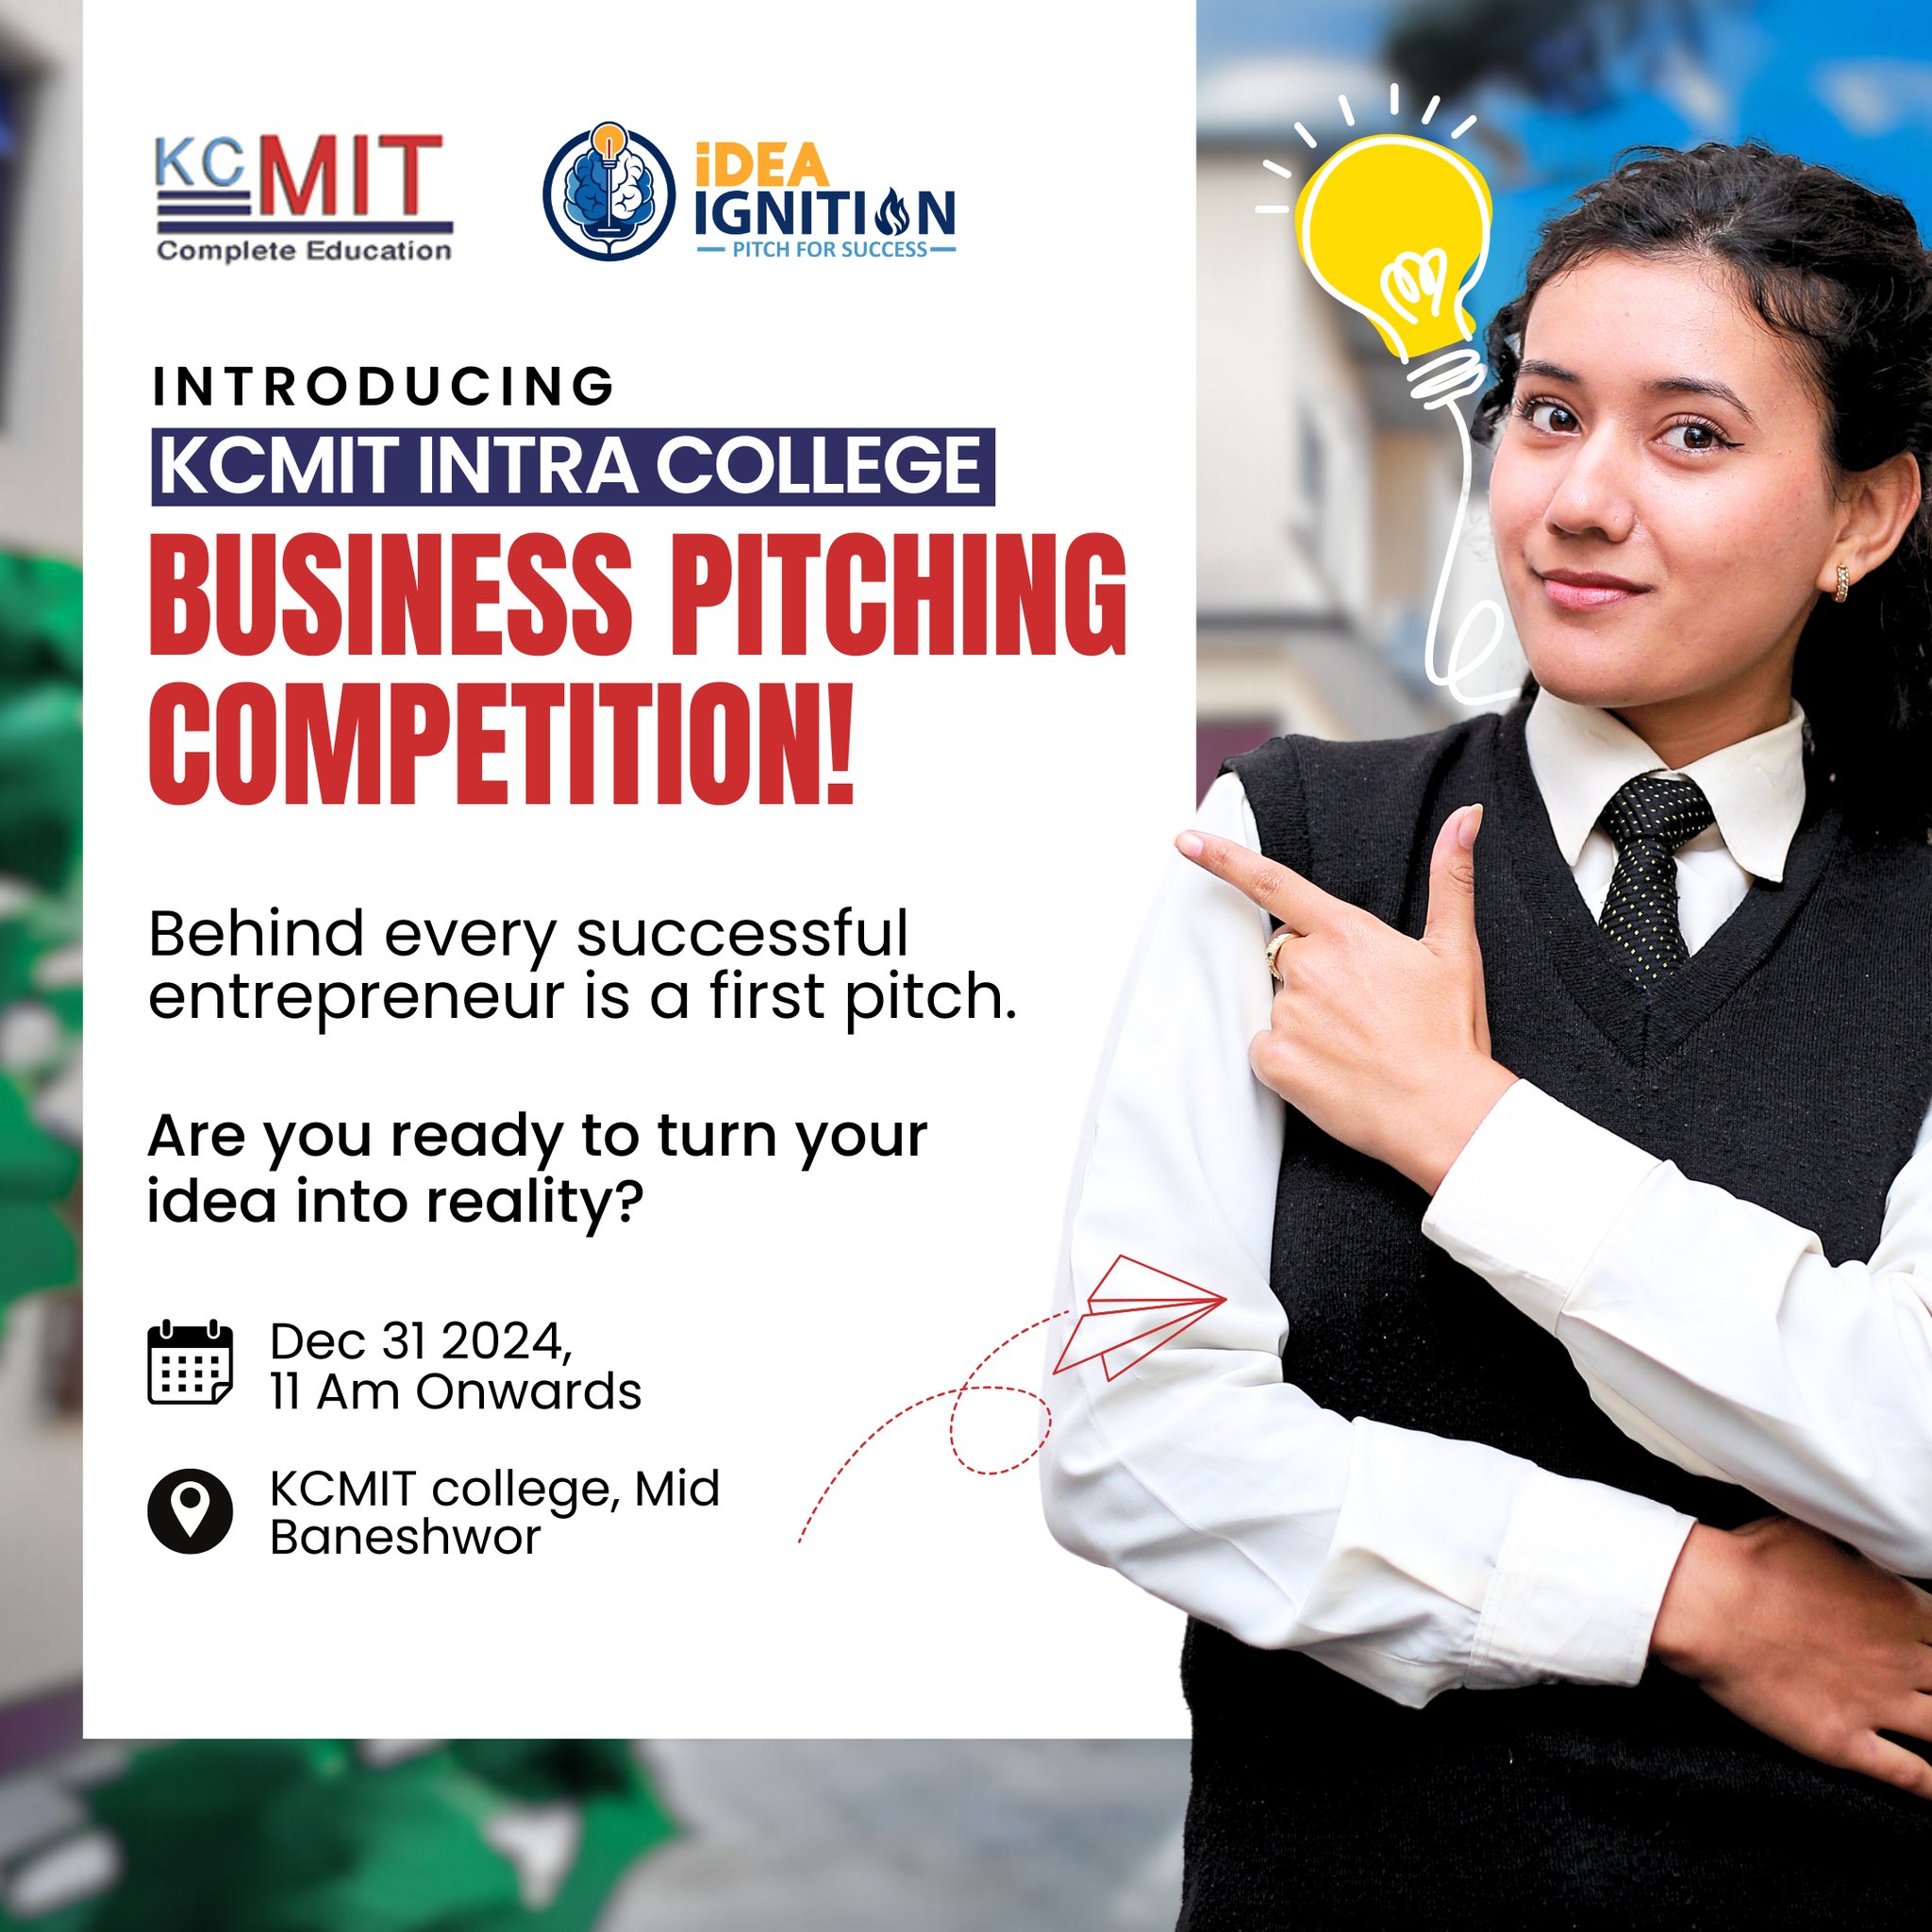 KCMIT
Complete Education
iDEA
IGNITION
PITCH FOR SUCCESS
INTRODUCING
KCMIT INTRA COLLEGE
BUSINESS PITCHING
COMPETITION!
Behind every successful
entrepreneur is a first pitch.
Are you ready to turn your
idea into reality?
Dec 31 2024,
11 Am Onwards
KCMIT college, Mid
Baneshwor